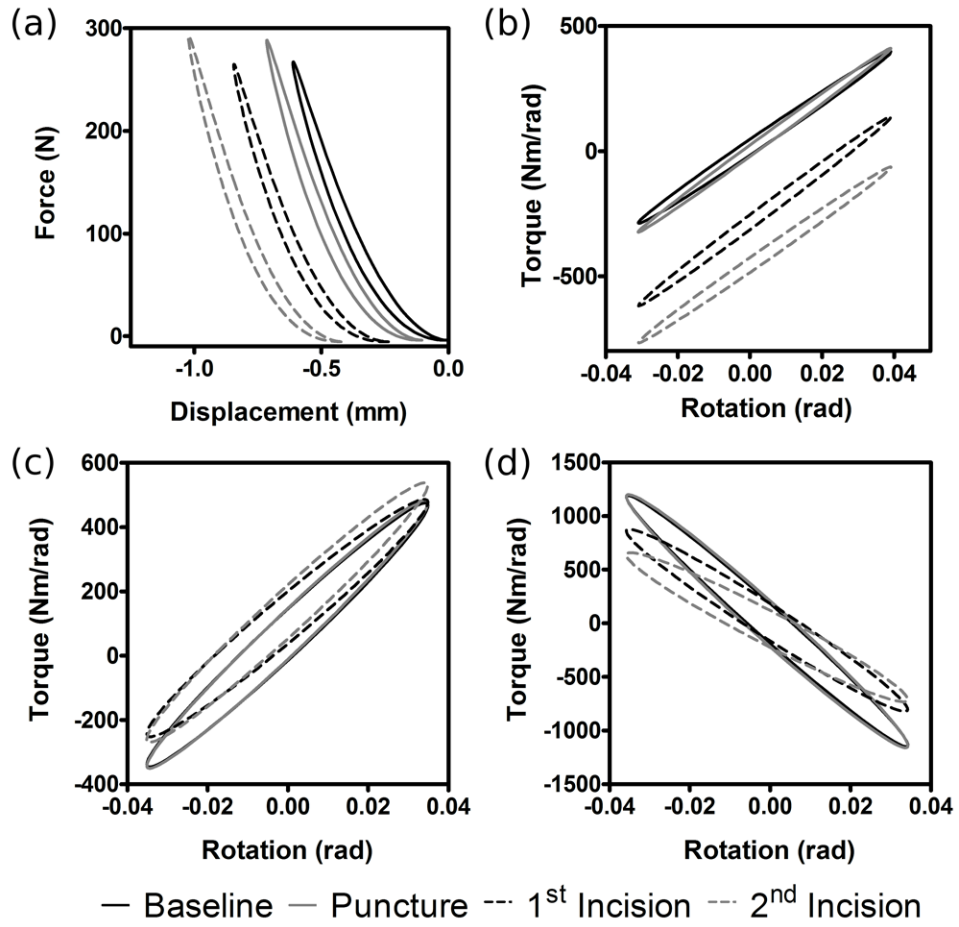 (a)
300
200
100
0
Force (N)
-1.0 -0.5 0.0
Displacement (mm)
(b)
500
0
-500
Torque (Nm/rad)
-0.04 -0.02 0.00 0.02 0.04
Rotation (rad)
(c)
600
400
200
0
-200
-400
Torque (Nm/rad)
-0.04 -0.02 0.00 0.02 0.04
Rotation (rad)
(d)
1500
1000
500
0
-500
-1000
-1500
Torque (Nm/rad)
-0.04 -0.02 0.00 0.02 0.04
Rotation (rad)
Baseline Puncture 1st Incision 2nd Incision